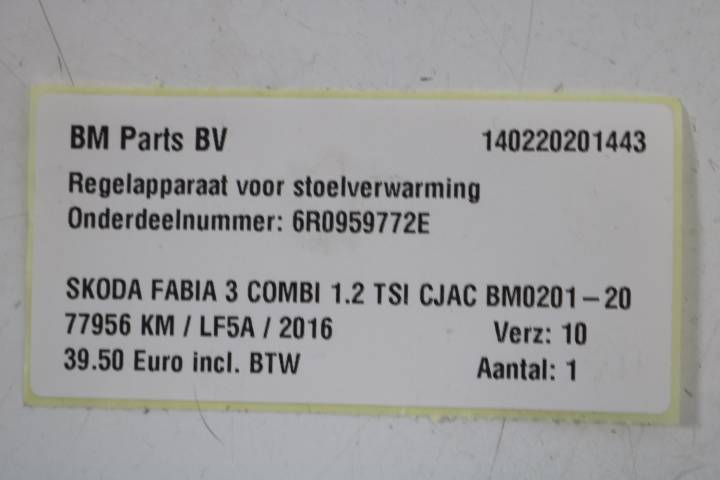 BM Parts BV 140220201443
Regelapparaat voor stoelverwarming
Onderdeelnummer: 6R0959772E
SKODA FABIA 3 COMBI 1.2 TSI CJAC BM0201-20
77956 KM / LF5A / 2016 Verz: 10
39.50 Euro incl. BTW Aantal: 1